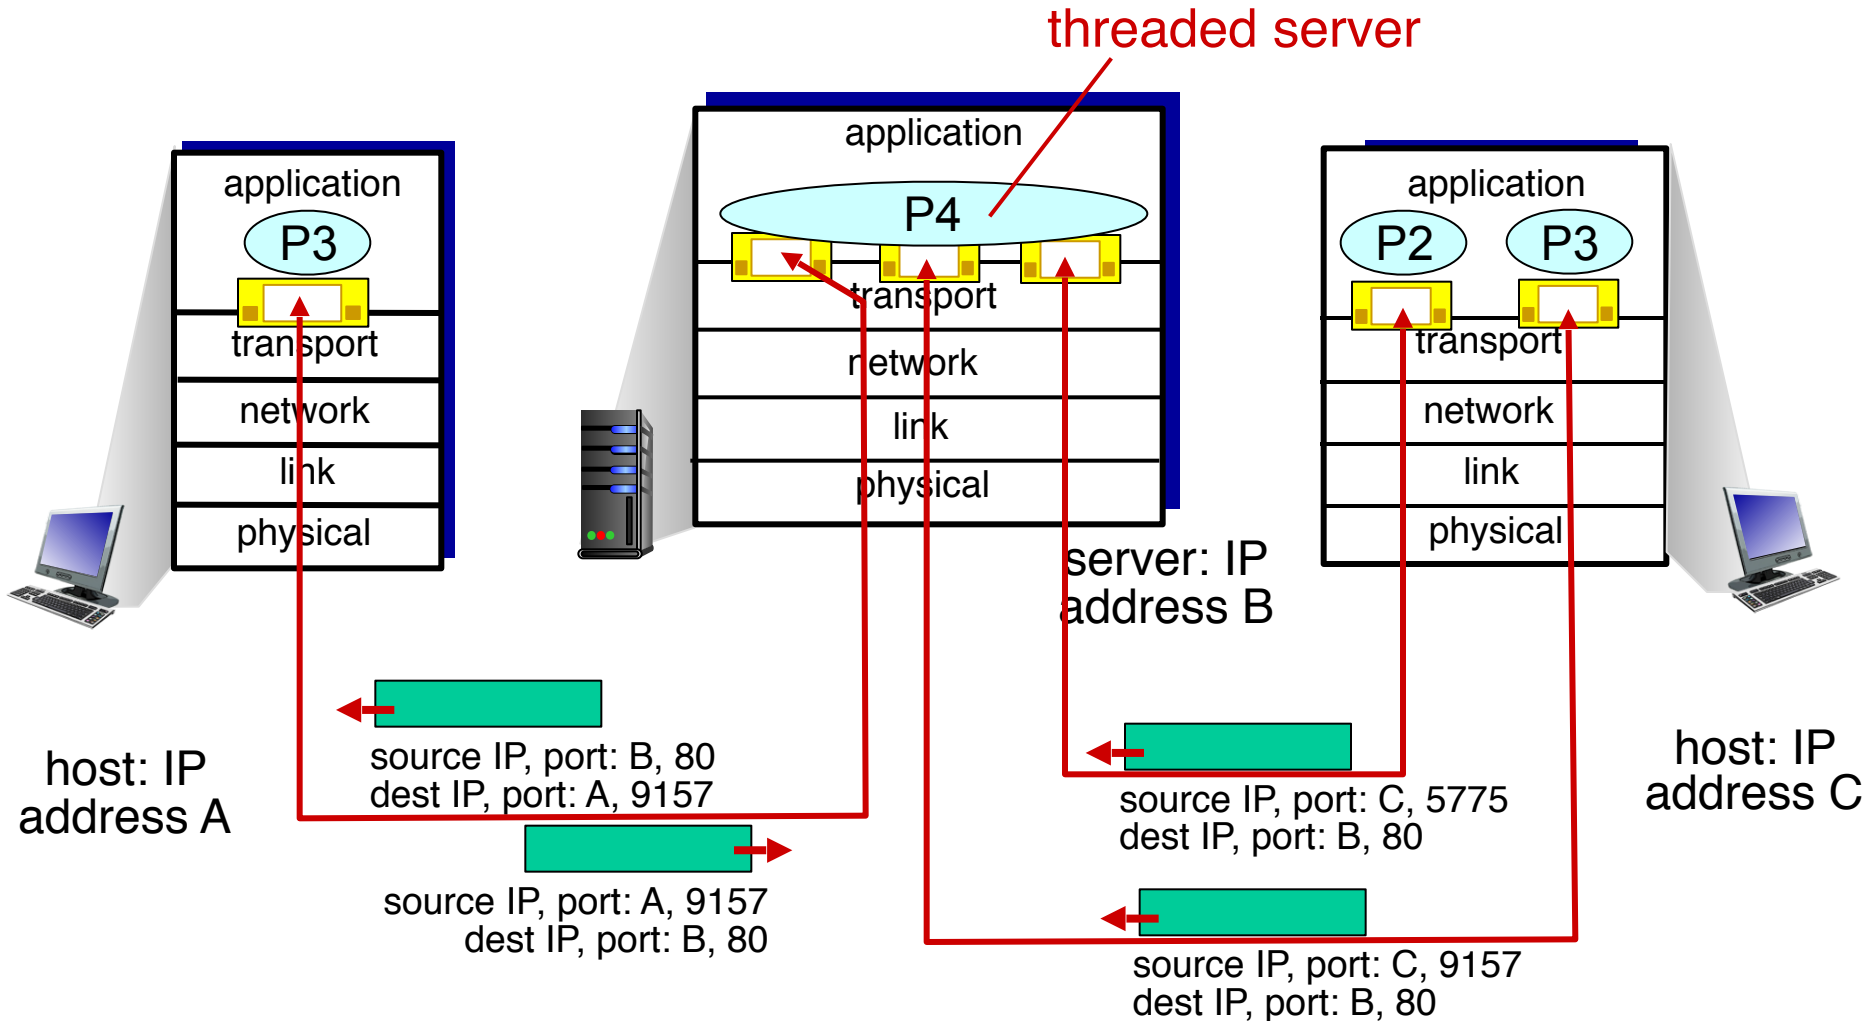 threaded server
application
P3
transport
network
link
physical
application
P4
transport
network
link
physical
application
P2
P3
transport
network
link
physical
server: IP
address B
host: IP
address A
source IP, port: B, 80
dest IP, port: A, 9157
source IP, port: A, 9157
dest IP, port: B, 80
source IP, port: C, 5775
dest IP, port: B, 80
source IP, port: C, 9157
dest IP, port: B, 80
host: IP
address C